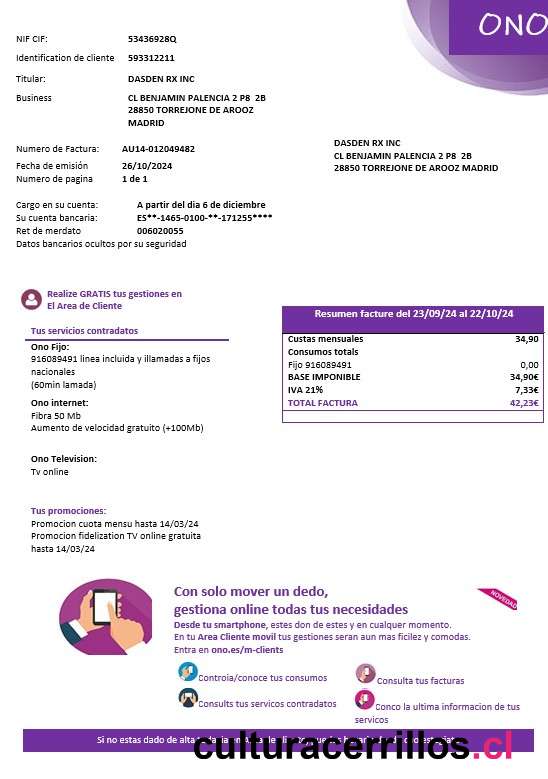 ONO
NIF CIF: 53436928Q
Identification de cliente 593312211
Titular: DASDEN RX INC
Business CL BENJAMIN PALENCIA 2 P8 2B
28850 TORREJONE DE AROOZ
MADRID
Numero de Factura: AU14-012049482
Fecha de emisión 26/10/2024
Numero de pagina 1 de 1
DASDEN RX INC
CL BENJAMIN PALENCIA 2 P8 2B
28850 TORREJONE DE AROOZ MADRID
Cargo en su cuenta: A partir del dia 6 de diciembre
Su cuenta bancaria: ES**-1465-0100-**-171255****
Ret de merdato 006020055
Datos bancarios ocultos por su seguridad
Realize GRATIS tus gestiones en
El Area de Cliente
Tus servicios contradatos
Ono Fijo:
916089491 linea incluida y illamadas a fijos
nacionales
(60min lamada)
Ono internet:
Fibra 50 Mb
Aumento de velocidad gratuito (+100Mb)
Ono Television:
Tv online
Tus promociones:
Promocion cuota mensu hasta 14/03/24
Promocion fidelization TV online gratuita
hasta 14/03/24
Resumen facture del 23/09/24 al 22/10/24
Custas mensuales 34,90
Consumos totals
Fijo 916089491 0,00
BASE IMPONIBLE 34,90€
IVA 21% 7,33€
TOTAL FACTURA 42,23€
Con solo mover un dedo,
gestiona online todas tus necesidades
NOVEDAD
Desde tu smartphone, estes don de estes y en cualquer momento.
En tu Area Cliente movil tus gestiones seran aun mas ficilez y comodas.
Entra en ono.es/m-clients
Controia/conoce tus consumos
Consulta tus facturas
Consults tus servicos contradatos
Conco la ultima informacion de tus
servicos
Si no estas dado de alta
culturacerrillos.cl